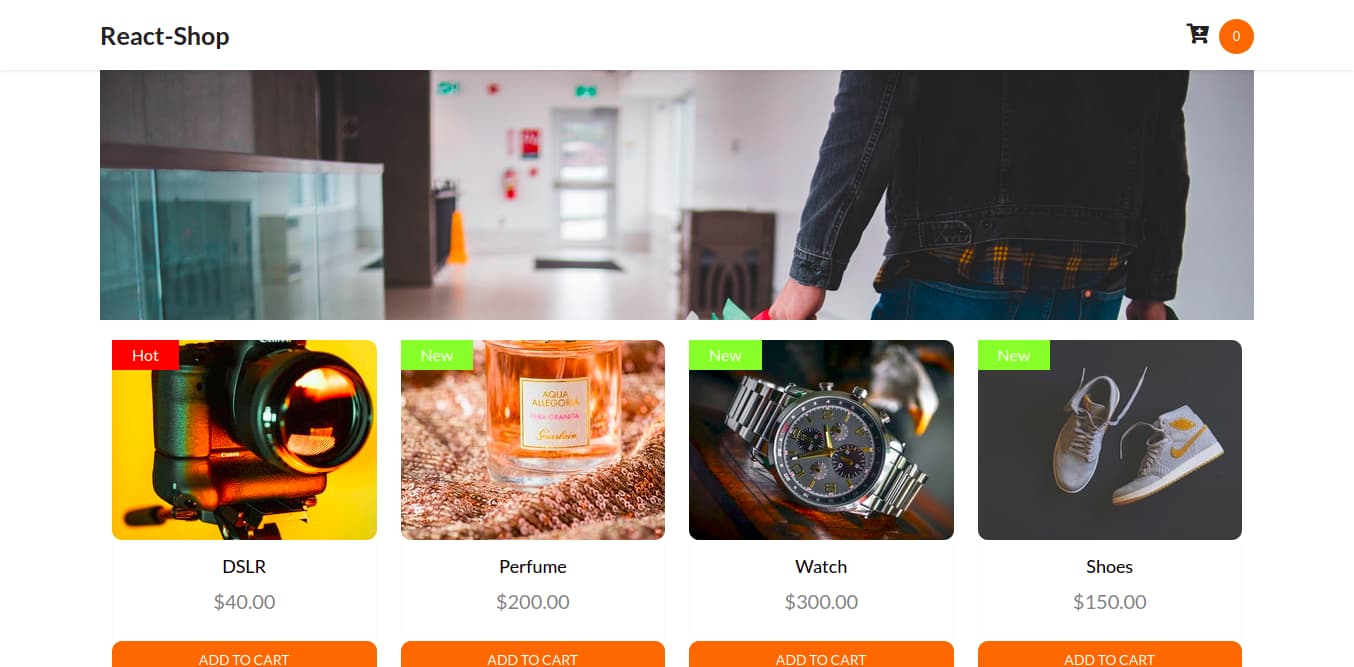 React-Shop
0
Hot
New
New
New
Canon
AQUA
ALLEGORIA
PERA GRANITA
Guerlain
DSLR
Perfume
Watch
Shoes
$40.00
$200.00
$300.00
$150.00
ADD TO CART
ADD TO CART
ADD TO CART
ADD TO CART